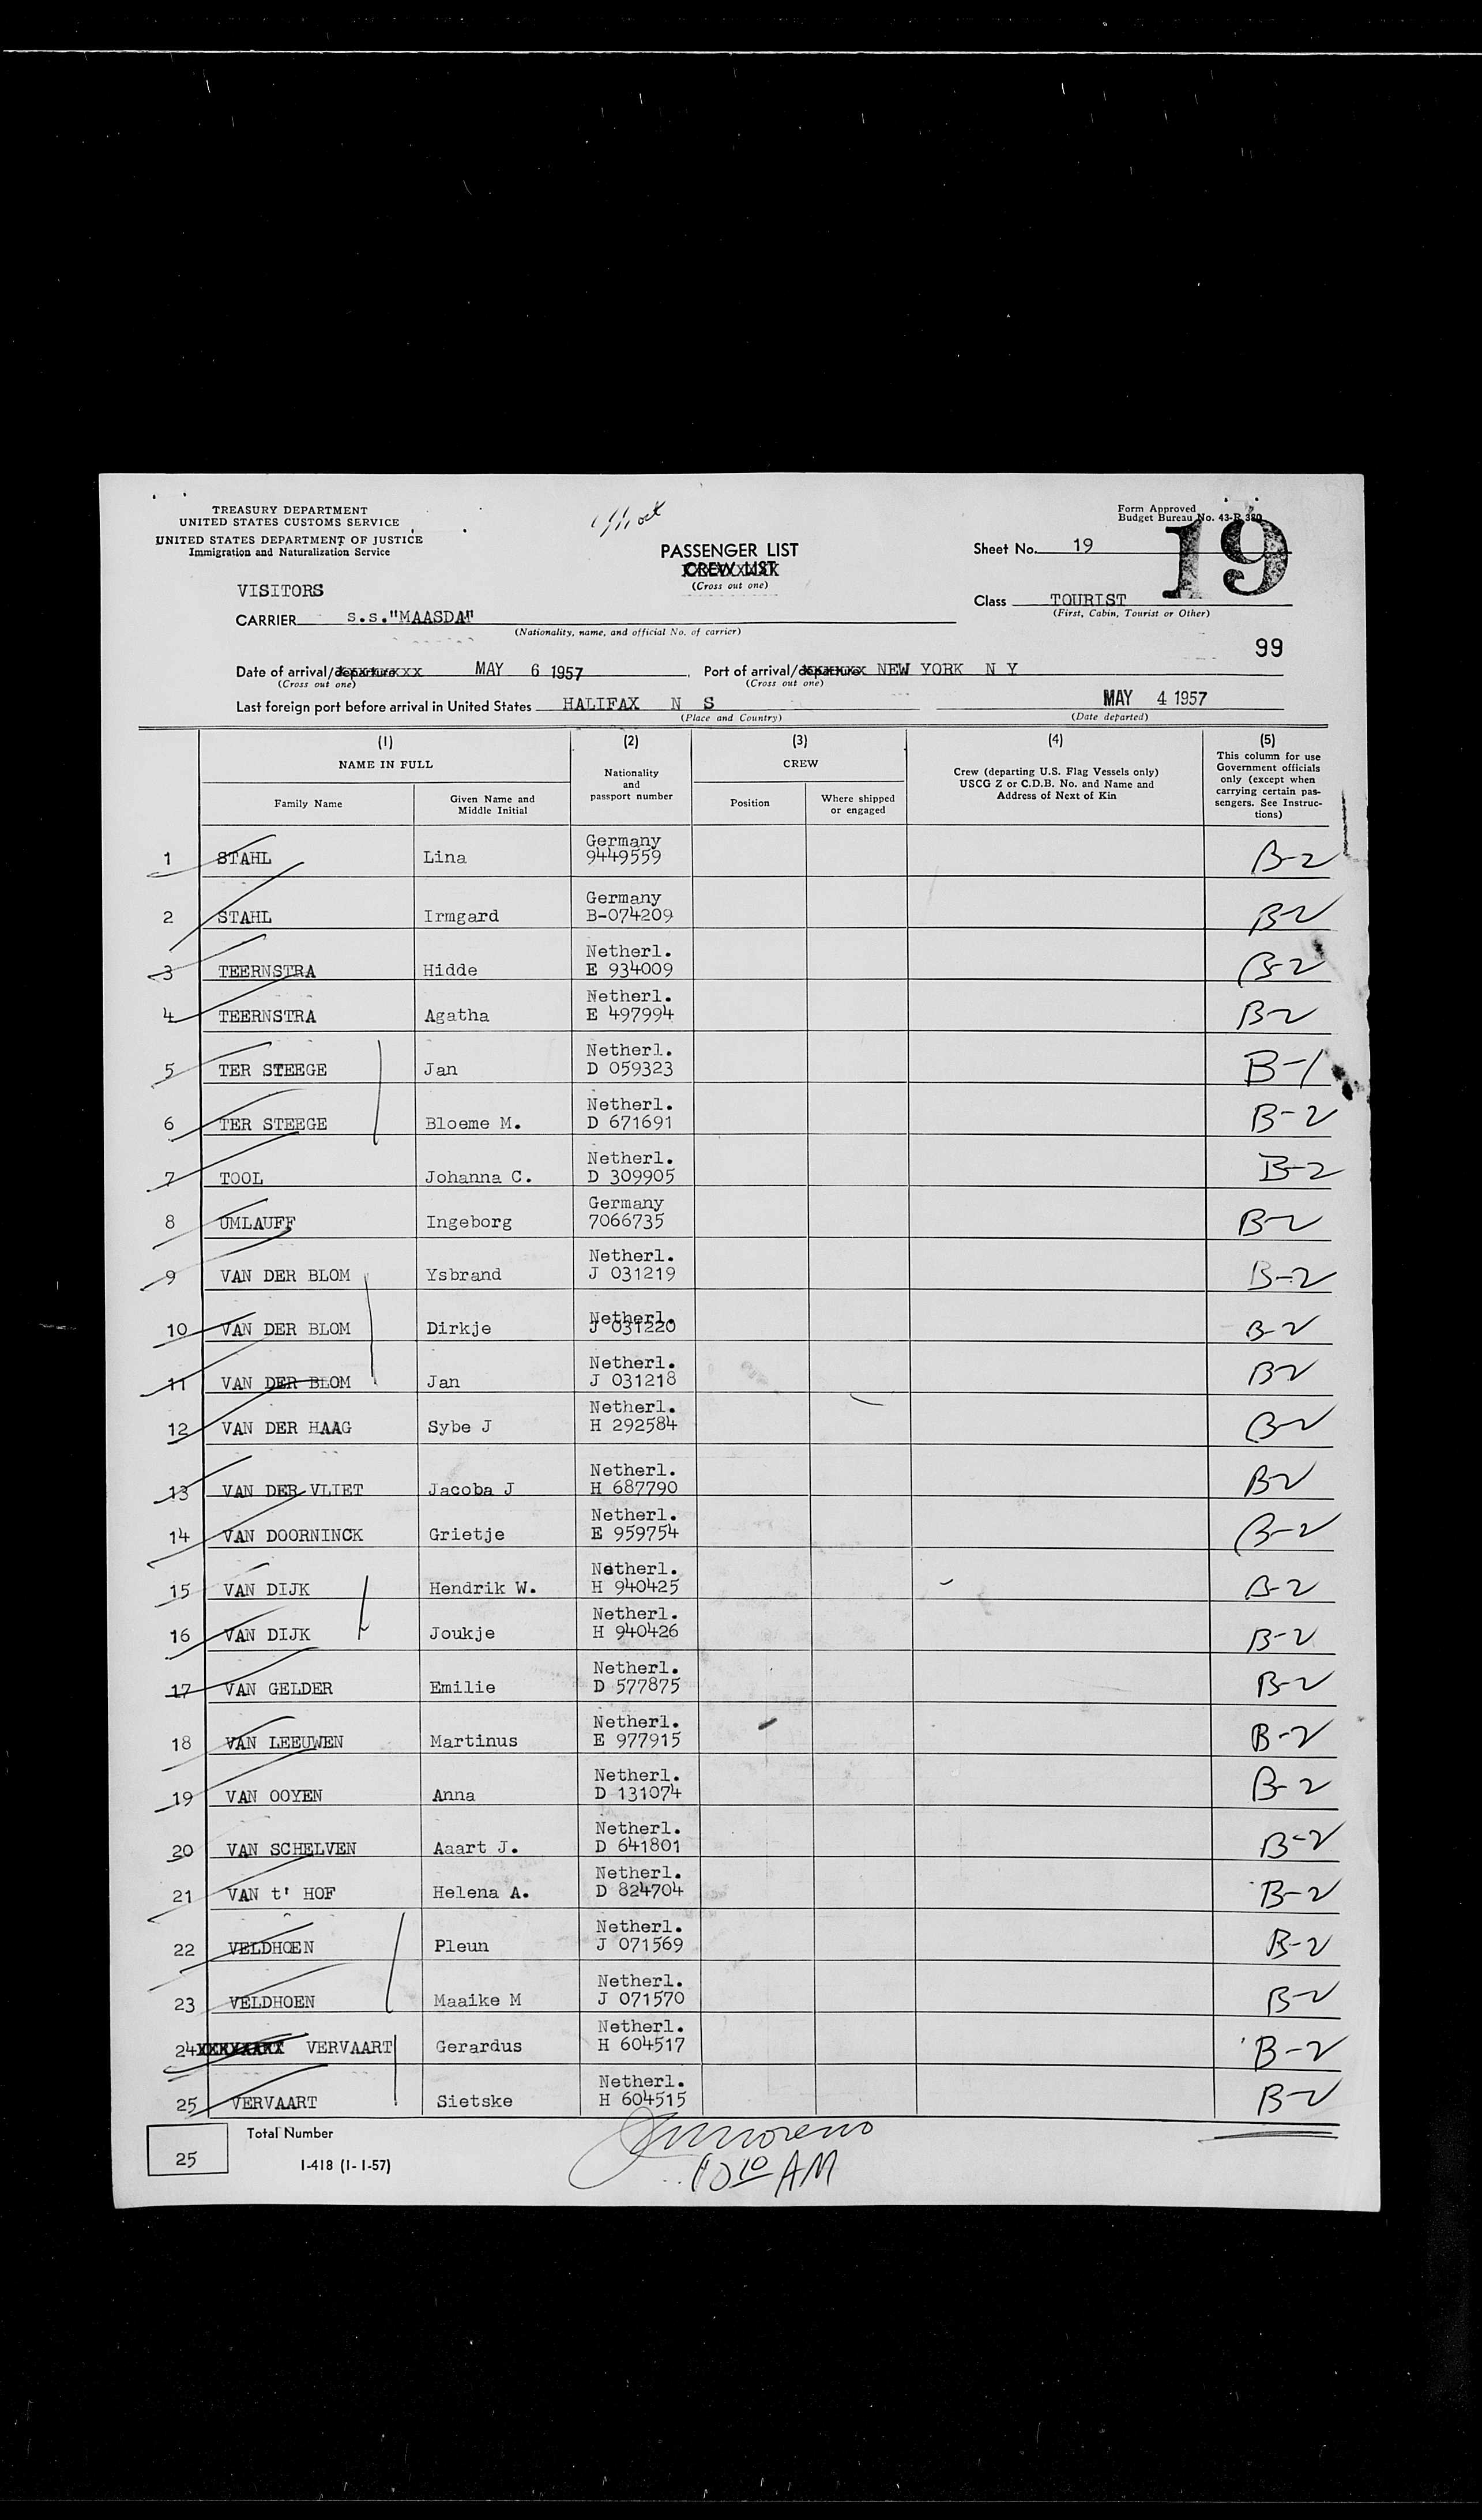 TREASURY DEPARTMENT
UNITED STATES CUSTOMS SERVICE
UNITED STATES DEPARTMENT OF JUSTICE
Immigration and Naturalization Service
Form Approved
Budget Bureau No. 43-R 380
19
PASSENGER LIST
CREW LIST
(Cross out one)
Sheet No. 19
VISITORS
CARRIER s.s."MAASDA"
(Nationality, name, and official No. of carrier)
Class TOURIST
(First, Cabin, Tourist or Other)
99
Date of arrival/departure MAY 6 1957, Port of arrival/departure NEW YORK N Y
(Cross out one) (Cross out one)
Last foreign port before arrival in United States HALIFAX N S MAY 4 1957
(Place and Country) (Date departed)
(1) (2) (3) (4) (5)
NAME IN FULL
Family Name
Given Name and
Middle Initial
Nationality
and
passport number
CREW
Position
Where shipped
or engaged
Crew (departing U.S. Flag Vessels only)
USCG Z or C.D.B. No. and Name and
Address of Next of Kin
This column for use
Government officials
only (except when
carrying certain pas-
sengers. See Instruc-
tions)
Germany
1 STAHL Lina 9449559 B-2
Germany
2 STAHL Irmgard B-074209 B-2
Netherl.
3 TEERNSTRA Hidde E 934009 B-2
Netherl.
4 TEERNSTRA Agatha E 497994 B-2
Netherl.
5 TER STEEGE Jan D 059323 B-1
Netherl.
6 TER STEEGE Bloeme M. D 671691 B-2
Netherl.
7 TOOL Johanna C. D 309905 B-2
Germany
8 UMLAUFF Ingeborg 7066735 B-2
Netherl.
9 VAN DER BLOM Ysbrand J 031219 B-2
Netherl.
10 VAN DER BLOM Dirkje J 031220 B-2
Netherl.
11 VAN DER BLOM Jan J 031218 B-2
Netherl.
12 VAN DER HAAG Sybe J H 292584 B-2
Netherl.
13 VAN DER VLIET Jacoba J H 687790 B-2
Netherl.
14 VAN DOORNINCK Grietje E 959754 B-2
Netherl.
15 VAN DIJK Hendrik W. H 940425 B-2
Netherl.
16 VAN DIJK Joukje H 940426 B-2
Netherl.
17 VAN GELDER Emilie D 577875 B-2
Netherl.
18 VAN LEEUWEN Martinus E 977915 B-2
Netherl.
19 VAN OOYEN Anna D 131074 B-2
Netherl.
20 VAN SCHELVEN Aaart J. D 641801 B-2
Netherl.
21 VAN t' HOF Helena A. D 824704 B-2
Netherl.
22 VELDHOEN Pleun J 071569 B-2
Netherl.
23 VELDHOEN Maaike M J 071570 B-2
Netherl.
24 VERVAART Gerardus H 604517 B-2
Netherl.
25 VERVAART Sietske H 604515 B-2
25 Total Number
I-418 (1-1-57)
10 10 AM